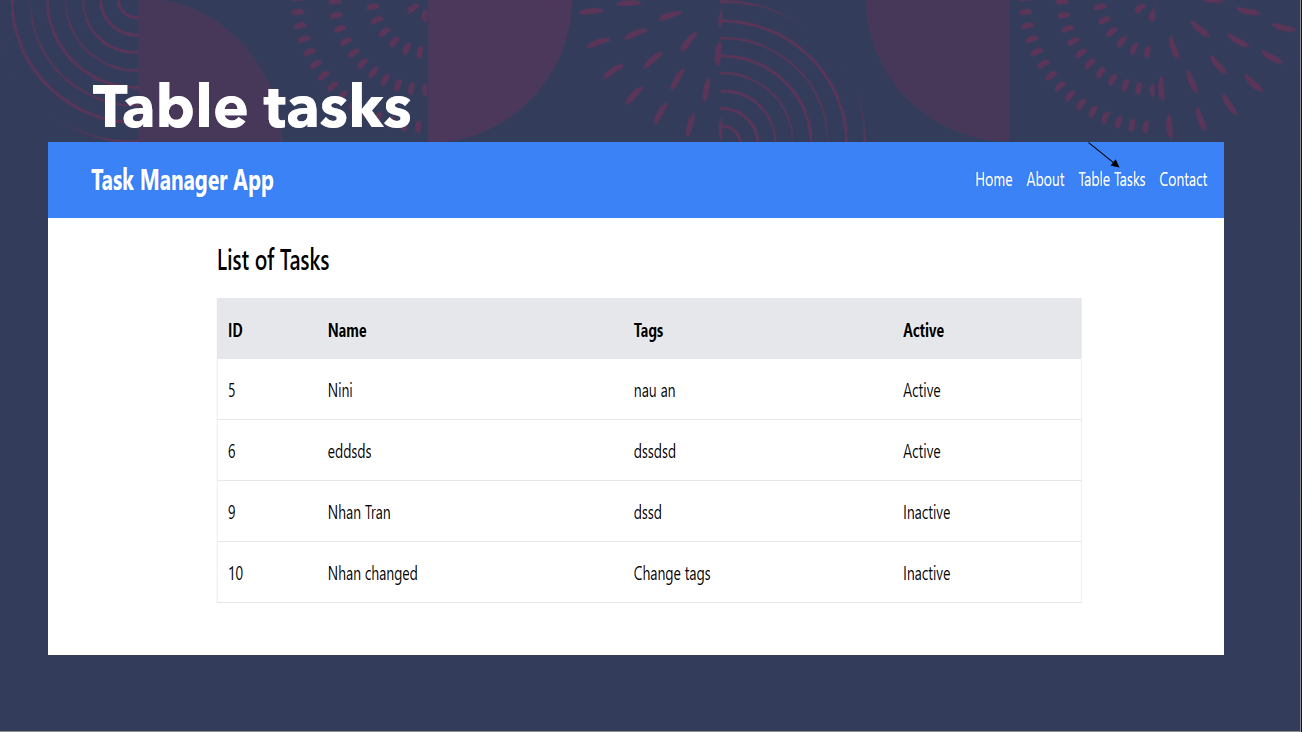 Table tasks
Task Manager App
Home About Table Tasks Contact
List of Tasks
ID Name Tags Active
5 Nini nau an Active
6 eddsds dssdsd Active
9 Nhan Tran dssd Inactive
10 Nhan changed Change tags Inactive